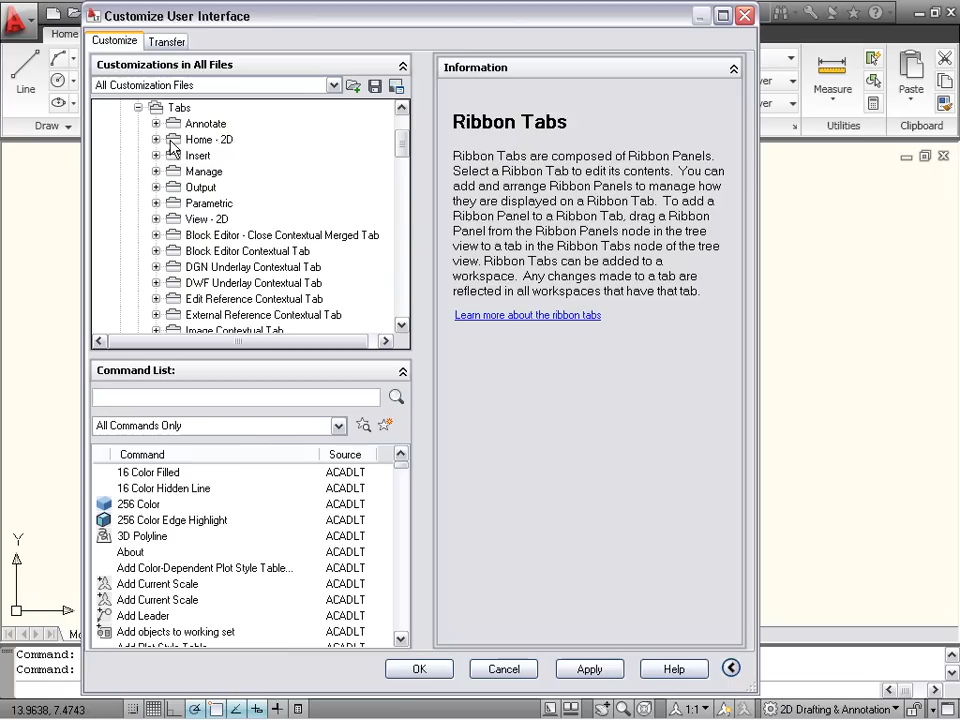 Customize User Interface
Home
Customize
Transfer
Customizations in All Files
All Customization Files
Tabs
Annotate
Home - 2D
Insert
Manage
Output
Parametric
View - 2D
Block Editor - Close Contextual Merged Tab
Block Editor Contextual Tab
DGN Underlay Contextual Tab
DWF Underlay Contextual Tab
Edit Reference Contextual Tab
External Reference Contextual Tab
Image Contextual Tab
Command List:
All Commands Only
Command Source
16 Color Filled ACADLT
16 Color Hidden Line ACADLT
256 Color ACADLT
256 Color Edge Highlight ACADLT
3D Polyline ACADLT
About ACADLT
Add Color-Dependent Plot Style Table... ACADLT
Add Current Scale ACADLT
Add Current Scale ACADLT
Add Leader ACADLT
Add objects to working set ACADLT
Add Plot Style Table... ACADLT
Information
Ribbon Tabs
Ribbon Tabs are composed of Ribbon Panels.
Select a Ribbon Tab to edit its contents. You can
add and arrange Ribbon Panels to manage how
they are displayed on a Ribbon Tab. To add a
Ribbon Panel to a Ribbon Tab, drag a Ribbon
Panel from the Ribbon Panels node in the tree
view to a tab in the Ribbon Tabs node of the tree
view. Ribbon Tabs can be added to a
workspace. Any changes made to a tab are
reflected in all workspaces that have that tab.
Learn more about the ribbon tabs
OK
Cancel
Apply
Help
Line
Draw
Measure
Utilities
Paste
Clipboard
Y
Command:
Command:
13.9638, 7.4743
1:1
2D Drafting & Annotation